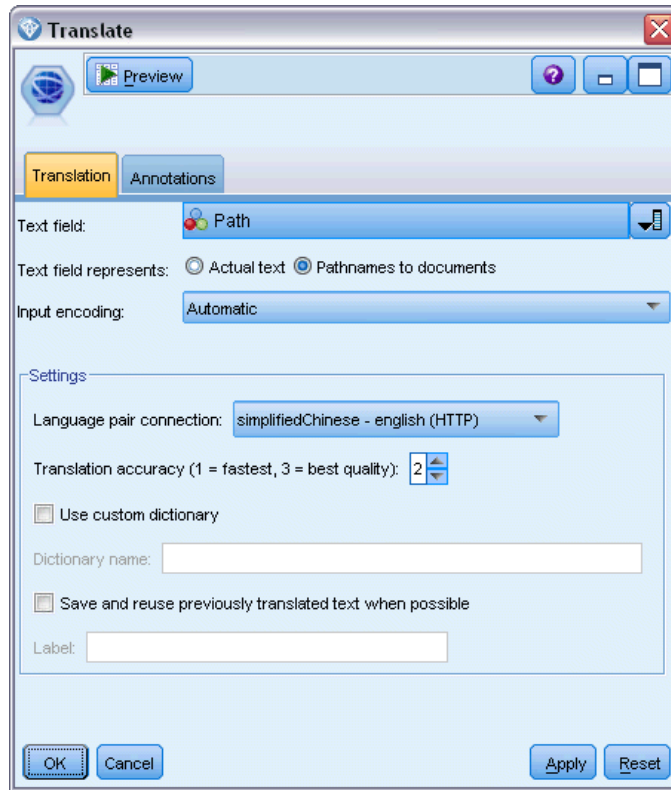 Translate
Preview
Translation Annotations
Text field: Path
Text field represents: Actual text Pathnames to documents
Input encoding: Automatic
Settings
Language pair connection: simplifiedChinese - english (HTTP)
Translation accuracy (1 = fastest, 3 = best quality): 2
Use custom dictionary
Dictionary name:
Save and reuse previously translated text when possible
Label:
OK Cancel Apply Reset